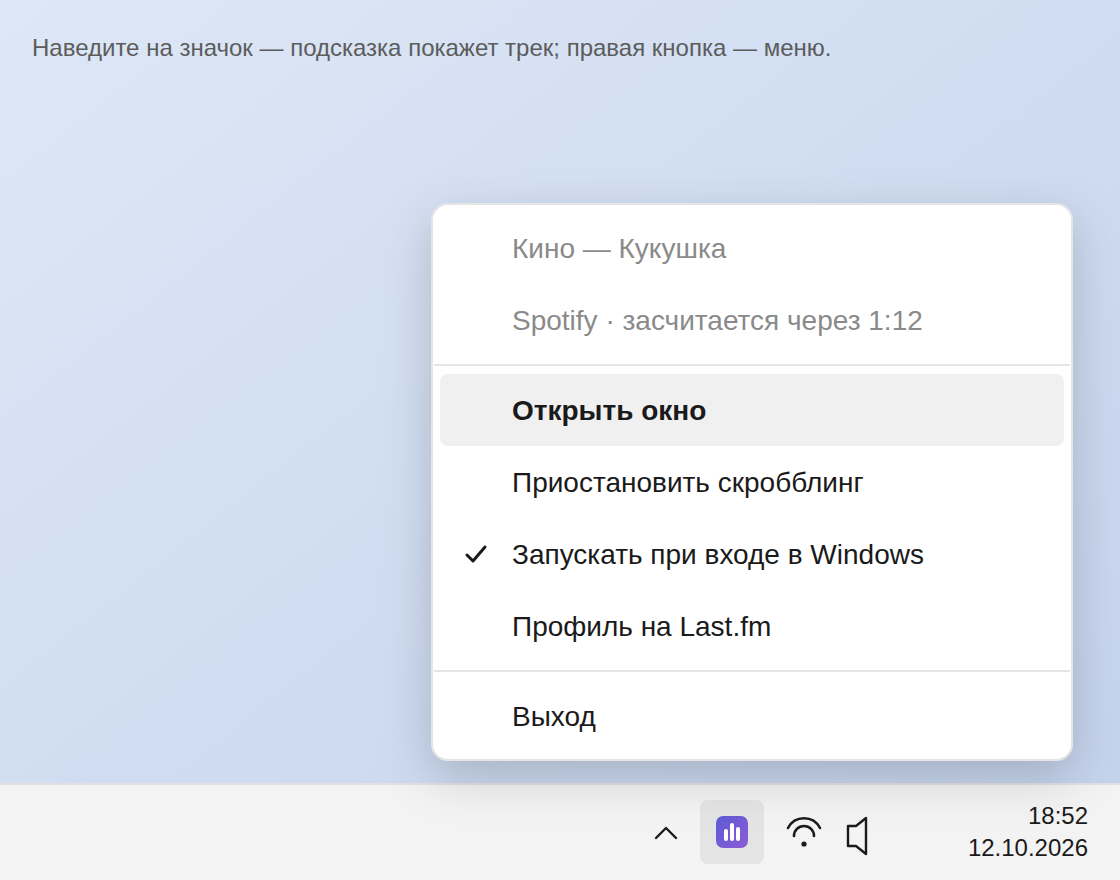 Наведите на значок — подсказка покажет трек; правая кнопка — меню.
Кино — Кукушка
Spotify · засчитается через 1:12
Открыть окно
Приостановить скробблинг
Запускать при входе в Windows
Профиль на Last.fm
Выход
18:52
12.10.2026